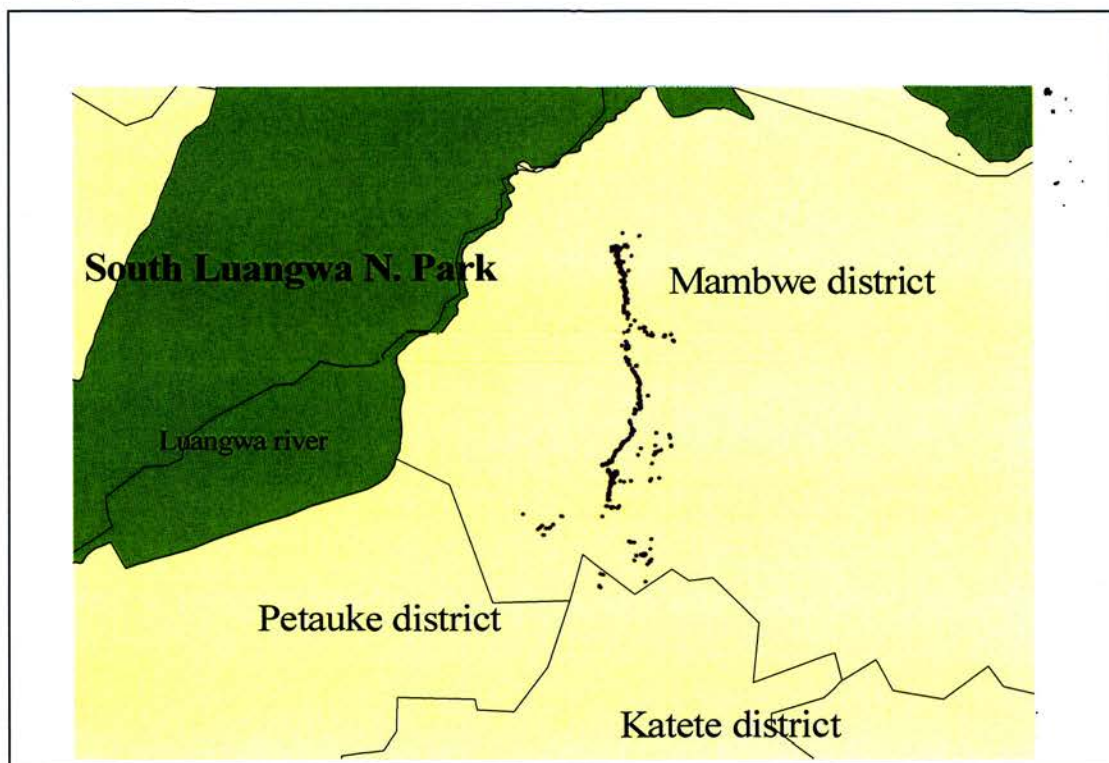 South Luangwa N. Park
Mambwe district
Luangwa river
Petauke district
Katete district